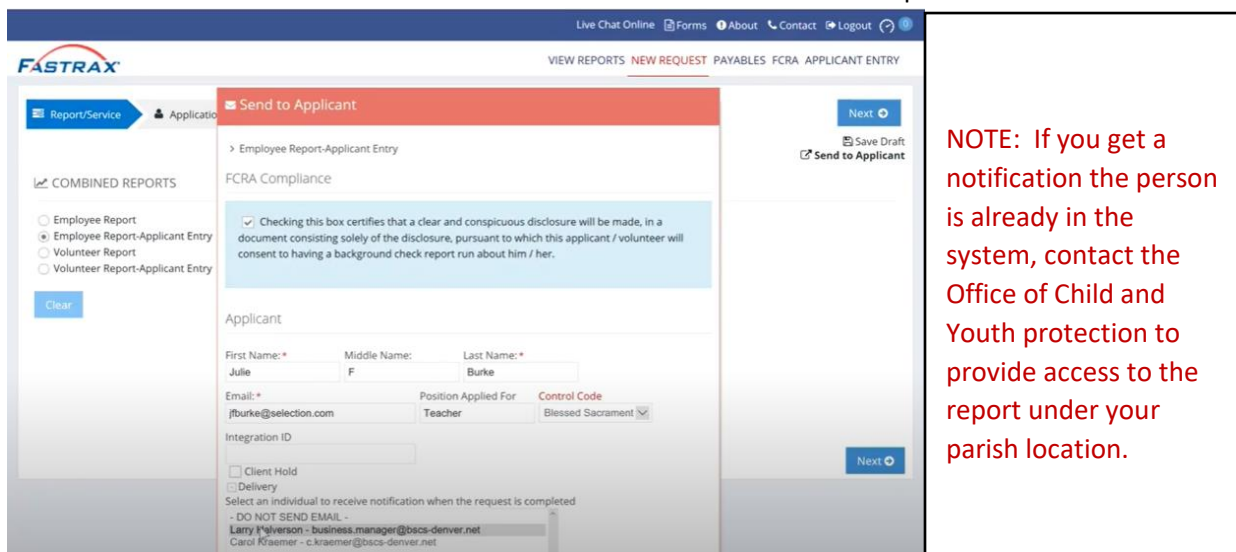 Live Chat Online Forms About Contact Logout 0
FASTRAX
VIEW REPORTS NEW REQUEST PAYABLES FCRA APPLICANT ENTRY
Report/Service
Applicatio
Send to Applicant
Next
> Employee Report-Applicant Entry
Save Draft
Send to Applicant
COMBINED REPORTS
FCRA Compliance
Employee Report
Employee Report-Applicant Entry
Volunteer Report
Volunteer Report-Applicant Entry
Clear
Checking this box certifies that a clear and conspicuous disclosure will be made, in a
document consisting solely of the disclosure, pursuant to which this applicant / volunteer will
consent to having a background check report run about him / her.
Applicant
First Name:* Middle Name: Last Name:*
Julie F Burke
Email:* Position Applied For Control Code
jfburke@selection.com Teacher Blessed Sacrament
Integration ID
Client Hold
Delivery
Select an individual to receive notification when the request is completed
- DO NOT SEND EMAIL -
Larry - business.manager@bscs-denver.net
Carol Kraemer - c.kraemer@bscs-denver.net
Next
NOTE: If you get a
notification the person
is already in the
system, contact the
Office of Child and
Youth protection to
provide access to the
report under your
parish location.